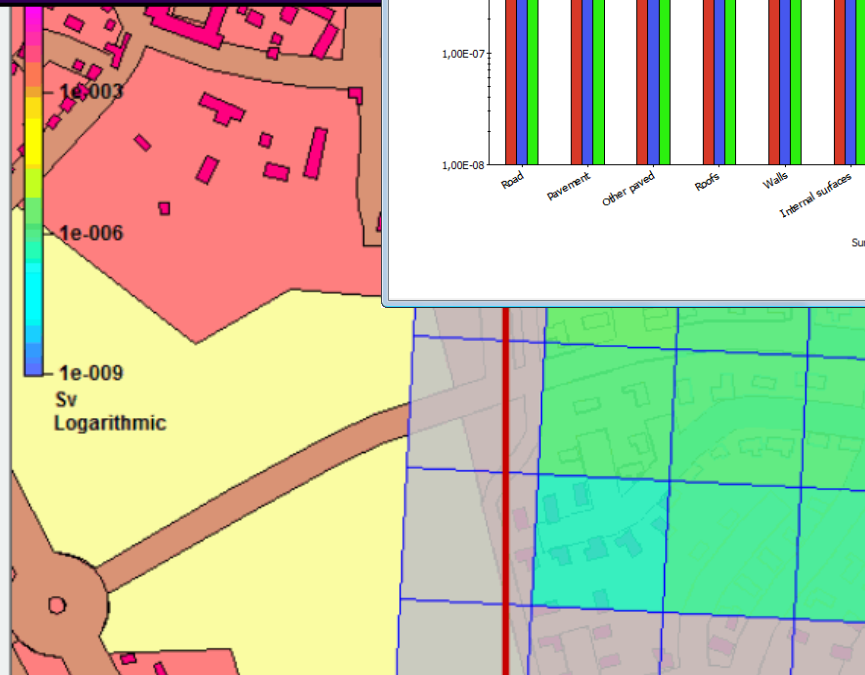 1e-003
1e-006
1e-009
Sv
Logarithmic
1,00E-07
1,00E-08
Road
Pavement
Other paved
Roofs
Walls
Internal surfaces
Sur